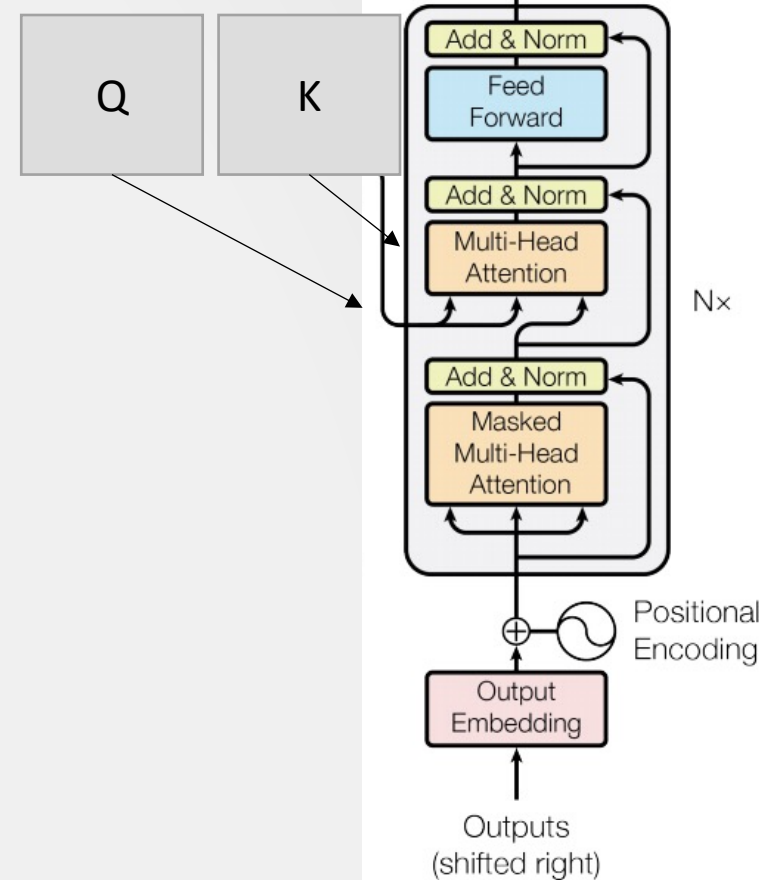 Q
K
Add & Norm
Feed
Forward
Add & Norm
Multi-Head
Attention
N×
Add & Norm
Masked
Multi-Head
Attention
Positional
Encoding
Output
Embedding
Outputs
(shifted right)